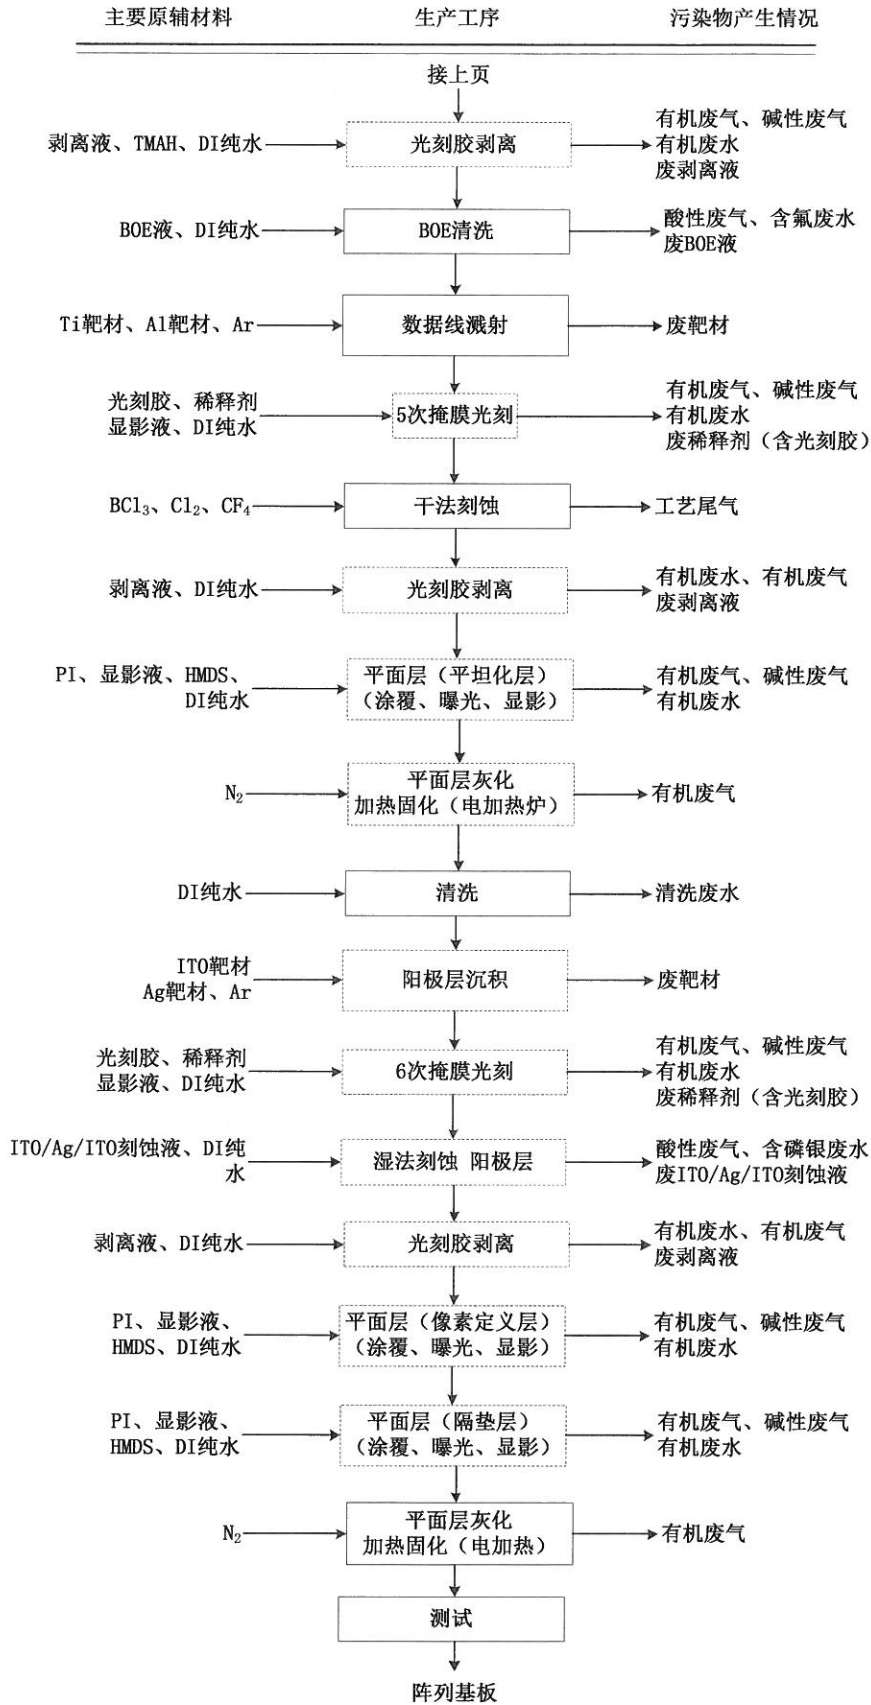 主要原辅材料 生产工序 污染物产生情况
接上页
剥离液、TMAH、DI纯水 光刻胶剥离 有机废气、碱性废气
有机废水
废剥离液
BOE液、DI纯水 BOE清洗 酸性废气、含氟废水
废BOE液
Ti靶材、Al靶材、Ar 数据线溅射 废靶材
光刻胶、稀释剂
显影液、DI纯水
5次掩膜光刻
有机废气、碱性废气
有机废水
废稀释剂（含光刻胶）
BCl₃、Cl₂、CF₄ 干法刻蚀 工艺尾气
剥离液、DI纯水 光刻胶剥离 有机废水、有机废气
废剥离液
PI、显影液、HMDS、
DI纯水
平面层（平坦化层）
（涂覆、曝光、显影）
有机废气、碱性废气
有机废水
N₂
平面层灰化
加热固化（电加热炉）
有机废气
DI纯水 清洗 清洗废水
ITO靶材
Ag靶材、Ar
阳极层沉积 废靶材
光刻胶、稀释剂
显影液、DI纯水
6次掩膜光刻
有机废气、碱性废气
有机废水
废稀释剂（含光刻胶）
ITO/Ag/ITO刻蚀液、DI纯
水
湿法刻蚀 阳极层
酸性废气、含磷银废水
废ITO/Ag/ITO刻蚀液
剥离液、DI纯水 光刻胶剥离 有机废水、有机废气
废剥离液
PI、显影液、
HMDS、DI纯水
平面层（像素定义层）
（涂覆、曝光、显影）
有机废气、碱性废气
有机废水
PI、显影液、
HMDS、DI纯水
平面层（隔垫层）
（涂覆、曝光、显影）
有机废气、碱性废气
有机废水
N₂
平面层灰化
加热固化（电加热）
有机废气
测试
阵列基板